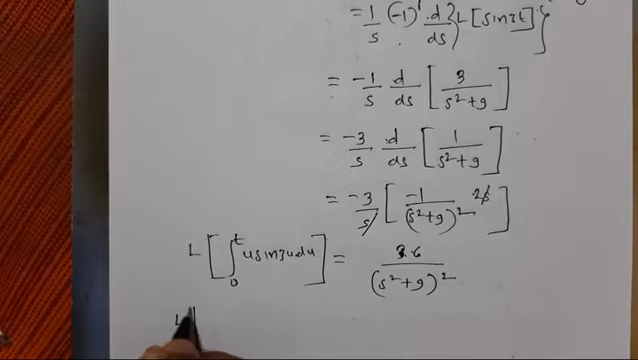 = 1/s (-1)' d/ds { L[sin3t] }
= -1/s d/ds [ 3/(s²+9) ]
= -3/s d/ds [ 1/(s²+9) ]
= -3/s [ -1/(s²+9)² 2s ]
L [ ∫₀ᵗ u sin3u du ] = 6/(s²+9)²
L